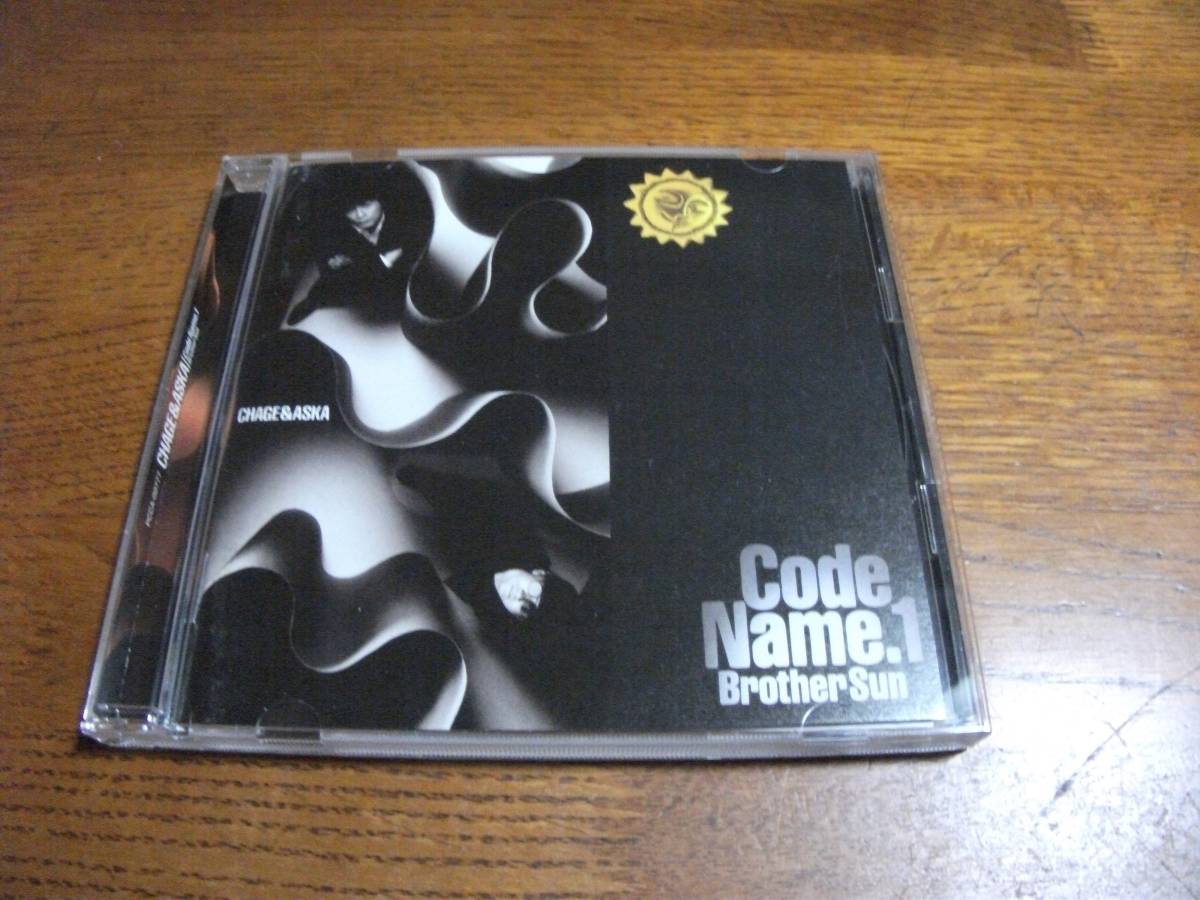 CHAGE&ASKA
Code
Name.1
Brother Sun
CHAGE&ASKA